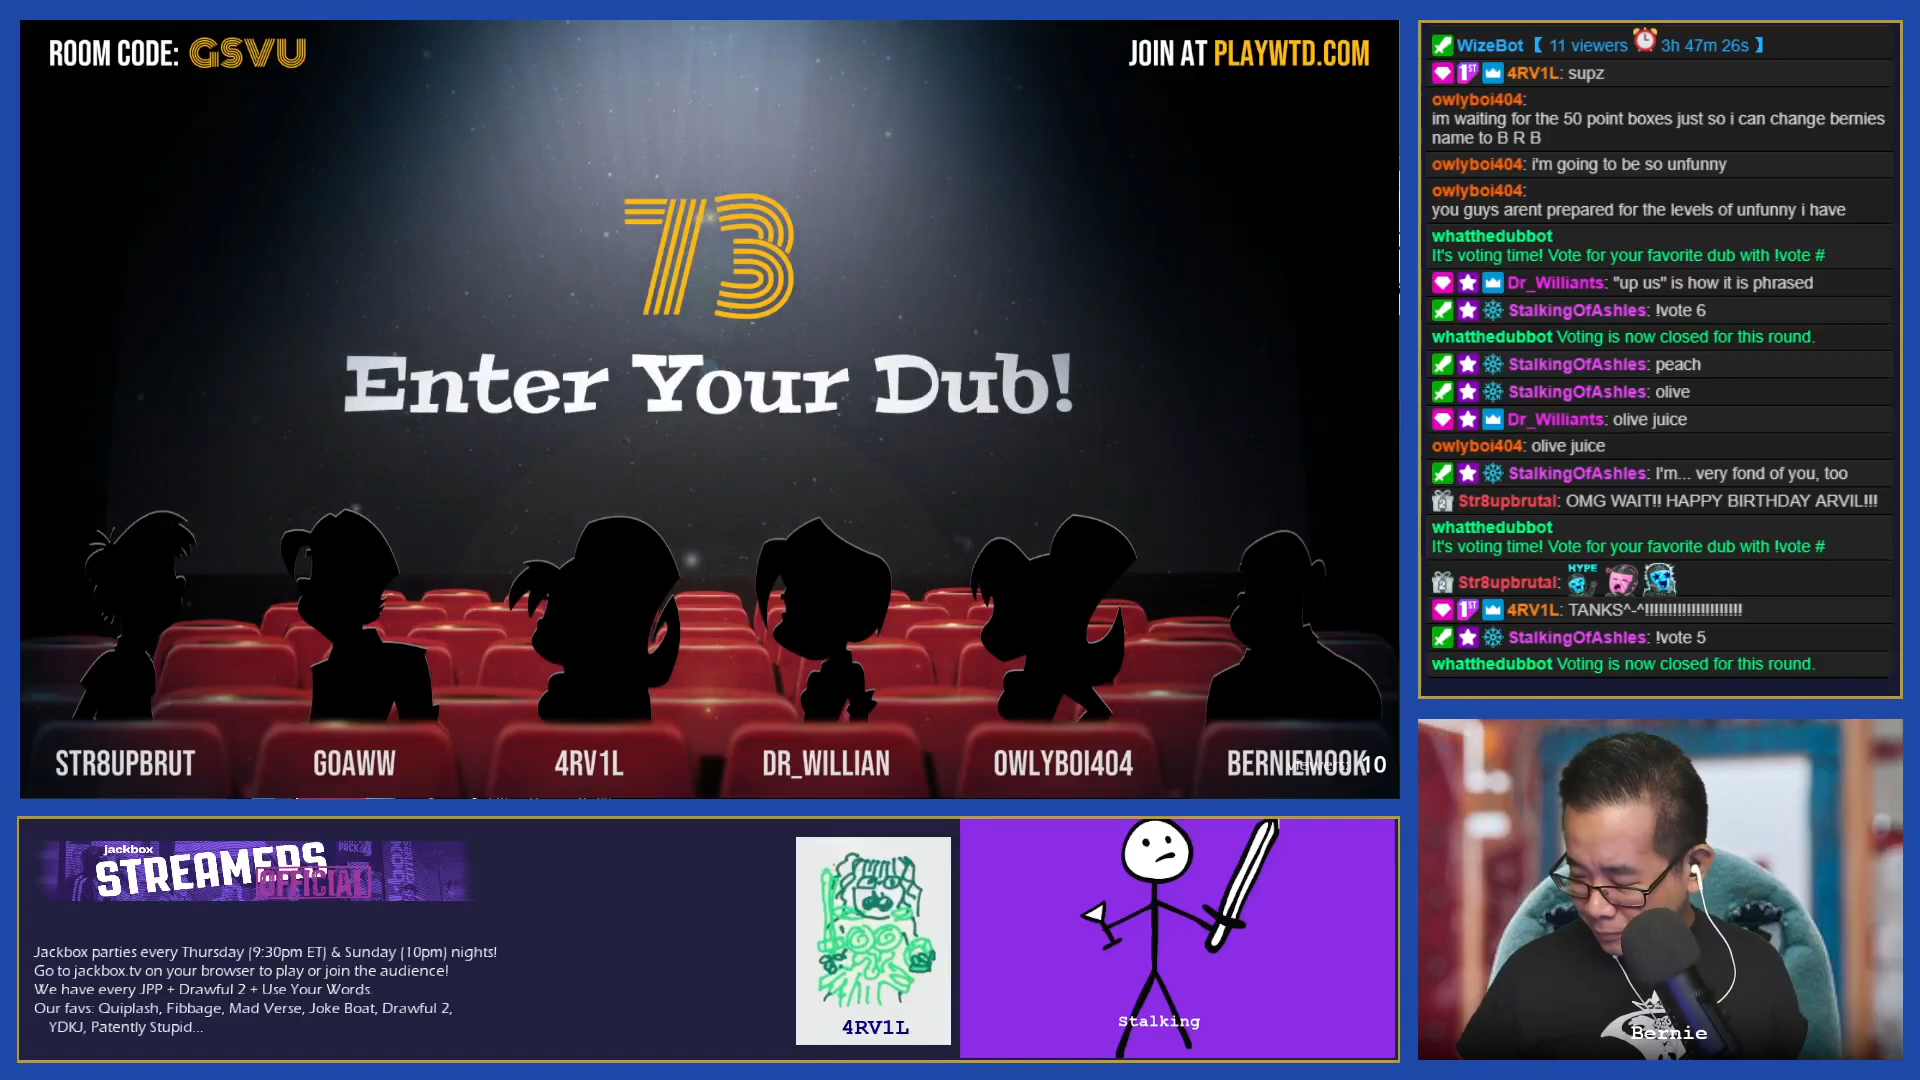 ROOM CODE: GSVU
JOIN AT PLAYWTD.COM
73
Enter Your Dub!
STR8UPBRUT
GOAWW
4RV1L
DR_WILLIAN
OWLYBOI404
BERNIEMOOK
10
WizeBot 【 11 viewers 3h 47m 26s 】
1ST 4RV1L: supz
owlyboi404:
im waiting for the 50 point boxes just so i can change bernies
name to B R B
owlyboi404: i'm going to be so unfunny
owlyboi404:
you guys arent prepared for the levels of unfunny i have
whatthedubbot
It's voting time! Vote for your favorite dub with !vote #
Dr_Williants: "up us" is how it is phrased
StalkingOfAshles: !vote 6
whatthedubbot Voting is now closed for this round.
StalkingOfAshles: peach
StalkingOfAshles: olive
Dr_Williants: olive juice
owlyboi404: olive juice
StalkingOfAshles: I'm... very fond of you, too
2 Str8upbrutal: OMG WAIT!! HAPPY BIRTHDAY ARVIL!!!
whatthedubbot
It's voting time! Vote for your favorite dub with !vote #
2 Str8upbrutal: HYPE
1ST 4RV1L: TANKS^-^!!!!!!!!!!!!!!!!!!!!!
StalkingOfAshles: !vote 5
whatthedubbot Voting is now closed for this round.
jackbox
STREAMERS
OFFICIAL
Jackbox parties every Thursday (9:30pm ET) & Sunday (10pm) nights!
Go to jackbox.tv on your browser to play or join the audience!
We have every JPP + Drawful 2 + Use Your Words.
Our favs: Quiplash, Fibbage, Mad Verse, Joke Boat, Drawful 2,
YDKJ, Patently Stupid...
4RV1L
Stalking
Bernie